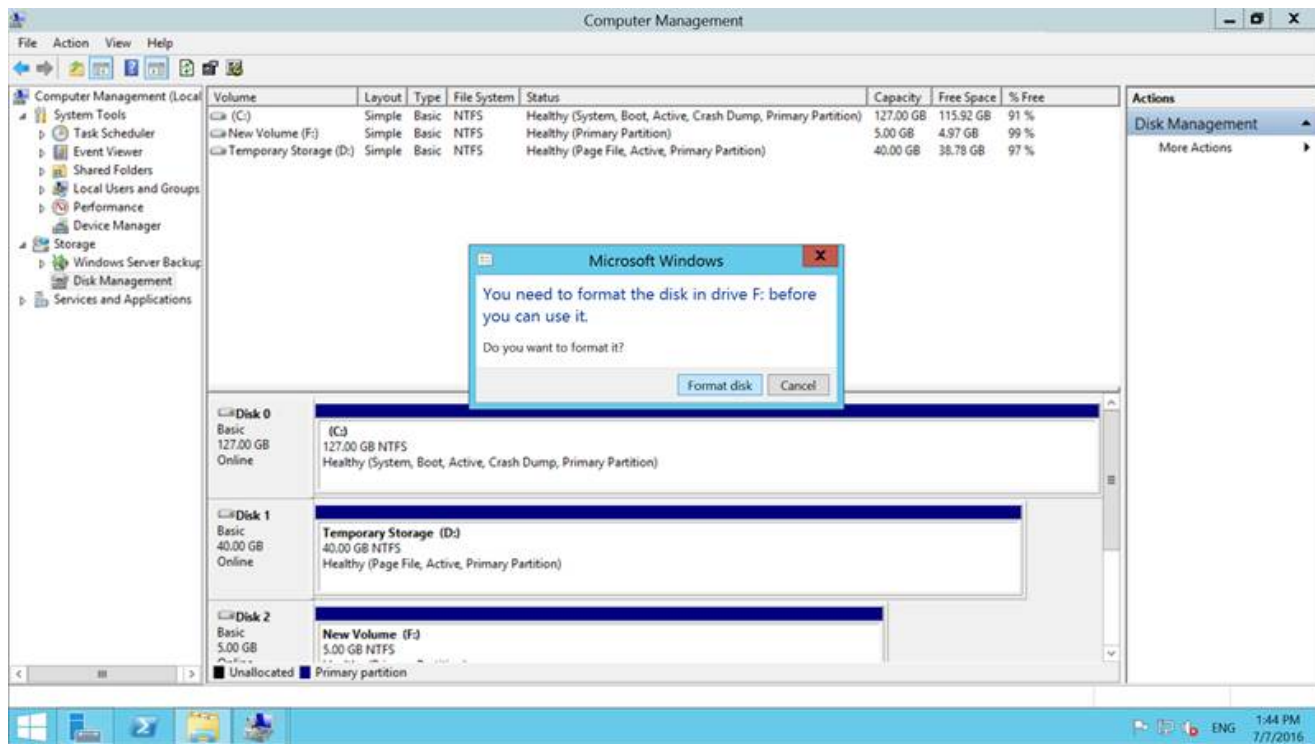 Computer Management
File Action View Help
Computer Management (Local
System Tools
Task Scheduler
Event Viewer
Shared Folders
Local Users and Groups
Performance
Device Manager
Storage
Windows Server Backup
Disk Management
Services and Applications
Volume Layout Type File System Status Capacity Free Space % Free
(C:) Simple Basic NTFS Healthy (System, Boot, Active, Crash Dump, Primary Partition) 127.00 GB 115.92 GB 91 %
New Volume (F:) Simple Basic NTFS Healthy (Primary Partition) 5.00 GB 4.97 GB 99 %
Temporary Storage (D:) Simple Basic NTFS Healthy (Page File, Active, Primary Partition) 40.00 GB 38.78 GB 97 %
Actions
Disk Management
More Actions
Microsoft Windows
You need to format the disk in drive F: before
you can use it.
Do you want to format it?
Format disk Cancel
Disk 0
Basic
127.00 GB
Online
(C:)
127.00 GB NTFS
Healthy (System, Boot, Active, Crash Dump, Primary Partition)
Disk 1
Basic
40.00 GB
Online
Temporary Storage (D:)
40.00 GB NTFS
Healthy (Page File, Active, Primary Partition)
Disk 2
Basic
5.00 GB
New Volume (F:)
5.00 GB NTFS
Unallocated Primary partition
ENG 1:44 PM
7/7/2016